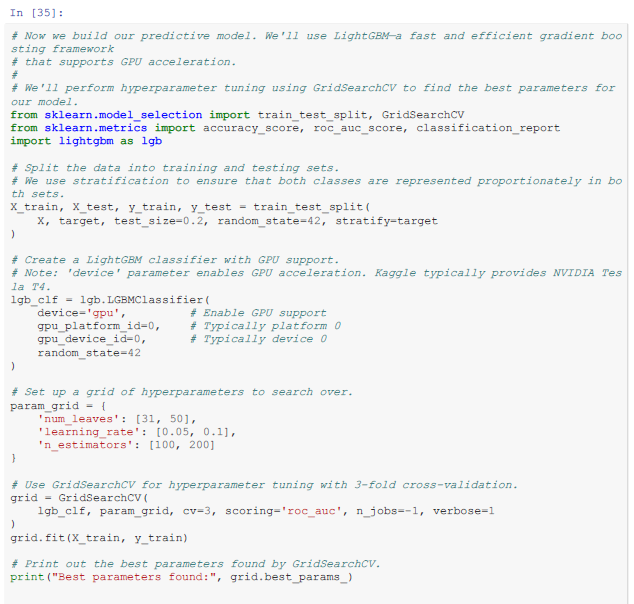 In [35]:
# Now we build our predictive model. We'll use LightGBM—a fast and efficient gradient boo
sting framework
# that supports GPU acceleration.
#
# We'll perform hyperparameter tuning using GridSearchCV to find the best parameters for
our model.
from sklearn.model_selection import train_test_split, GridSearchCV
from sklearn.metrics import accuracy_score, roc_auc_score, classification_report
import lightgbm as lgb

# Split the data into training and testing sets.
# We use stratification to ensure that both classes are represented proportionately in bo
th sets.
X_train, X_test, y_train, y_test = train_test_split(
    X, target, test_size=0.2, random_state=42, stratify=target
)

# Create a LightGBM classifier with GPU support.
# Note: 'device' parameter enables GPU acceleration. Kaggle typically provides NVIDIA Tes
la T4.
lgb_clf = lgb.LGBMClassifier(
    device='gpu',         # Enable GPU support
    gpu_platform_id=0,    # Typically platform 0
    gpu_device_id=0,      # Typically device 0
    random_state=42
)

# Set up a grid of hyperparameters to search over.
param_grid = {
    'num_leaves': [31, 50],
    'learning_rate': [0.05, 0.1],
    'n_estimators': [100, 200]
}

# Use GridSearchCV for hyperparameter tuning with 3-fold cross-validation.
grid = GridSearchCV(
    lgb_clf, param_grid, cv=3, scoring='roc_auc', n_jobs=-1, verbose=1
)
grid.fit(X_train, y_train)

# Print out the best parameters found by GridSearchCV.
print("Best parameters found:", grid.best_params_)